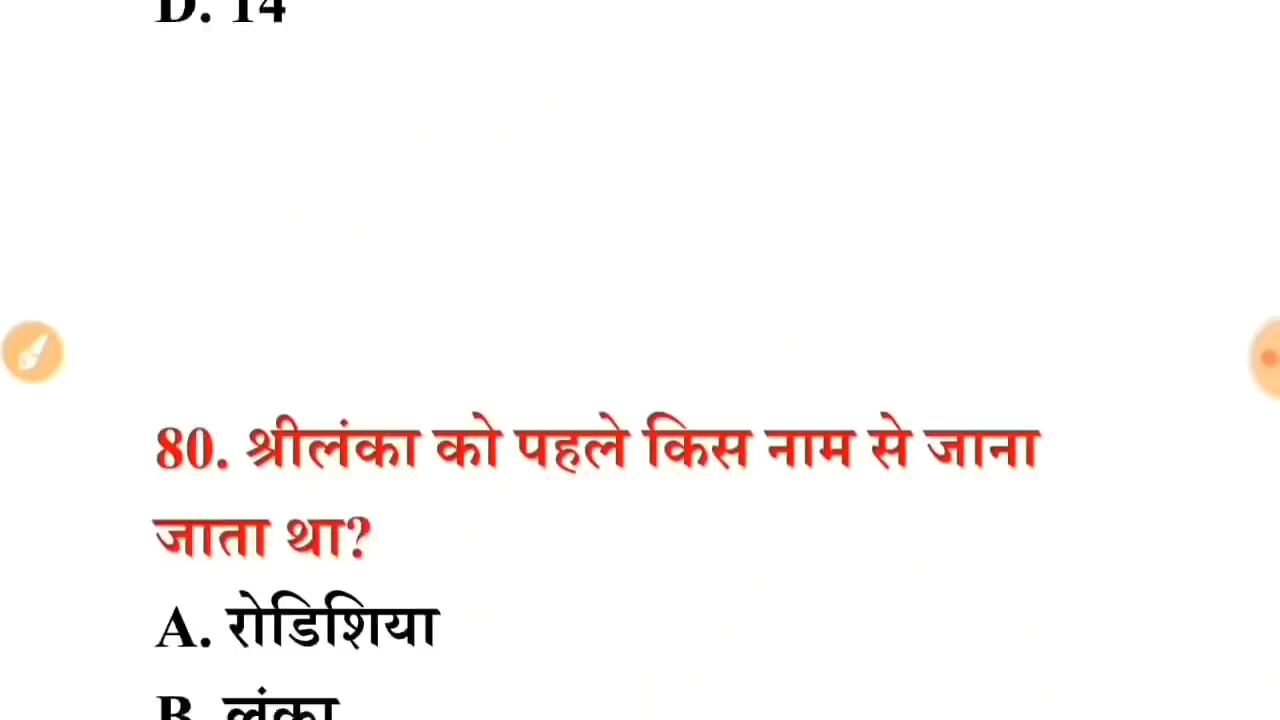 D. 14
80. श्रीलंका को पहले किस नाम से जाना
जाता था?
A. रोडिशिया
B. लंका